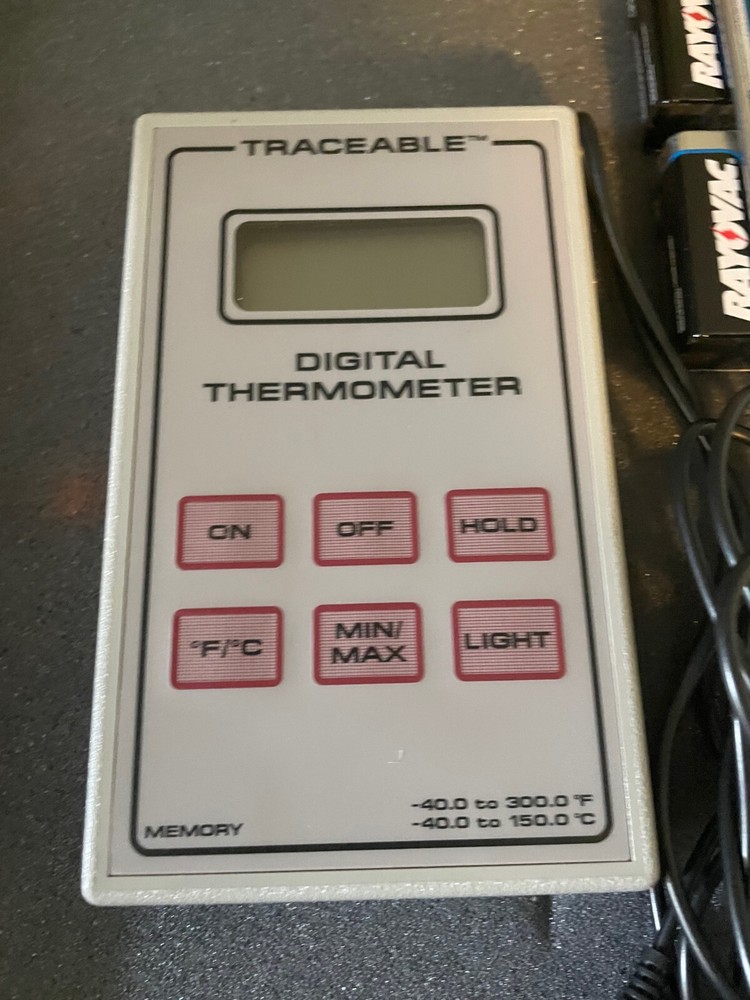 TRACEABLE™
DIGITAL
THERMOMETER
ON
OFF
HOLD
°F/°C
MIN/
MAX
LIGHT
MEMORY
-40.0 to 300.0 °F
-40.0 to 150.0 °C
RAYOVAC
RAYOVAC